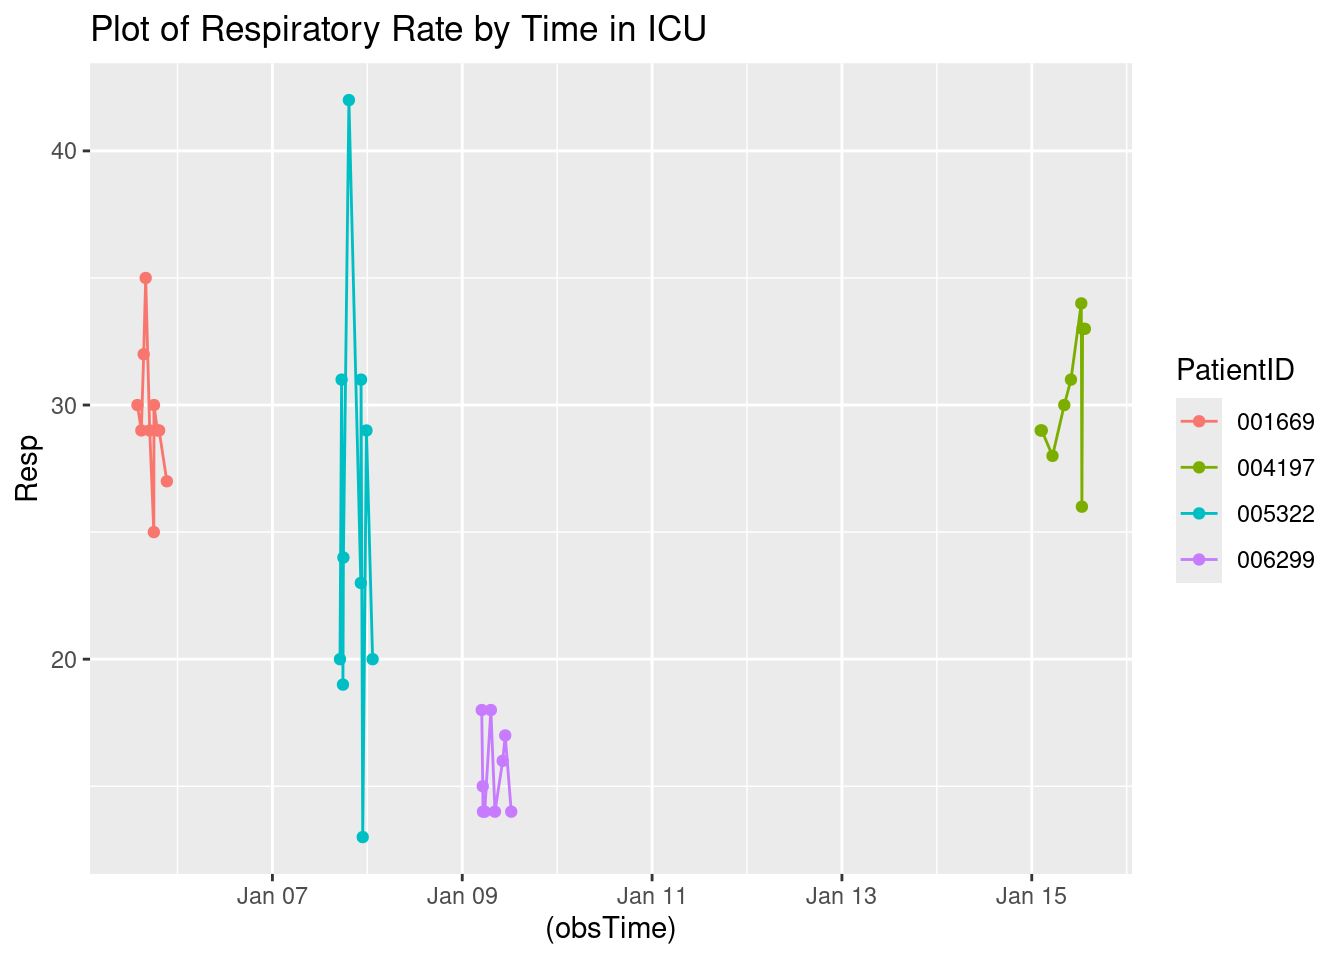 Plot of Respiratory Rate by Time in ICU
Resp
40
30
20
Jan 07
Jan 09
Jan 11
Jan 13
Jan 15
(obsTime)
PatientID
001669
004197
005322
006299